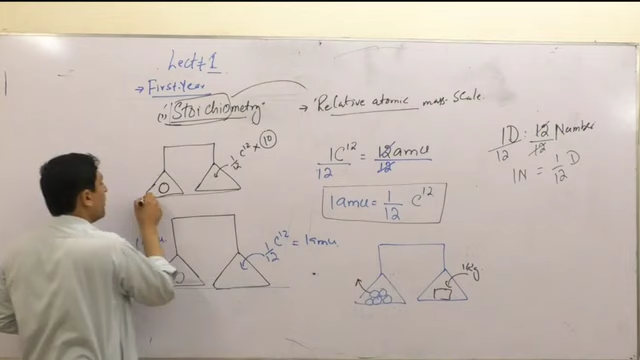 Lect # 1
→ First Year
(1) Stoichiometry
→ Relative atomic mass scale.
1/12 C¹² × 10
1C¹²/12 = 12amu/12
1amu = 1/12 C¹²
1D/12 : 12/12 Number
1N = 1/12 D
1/12 C¹² = 1amu
1Kg